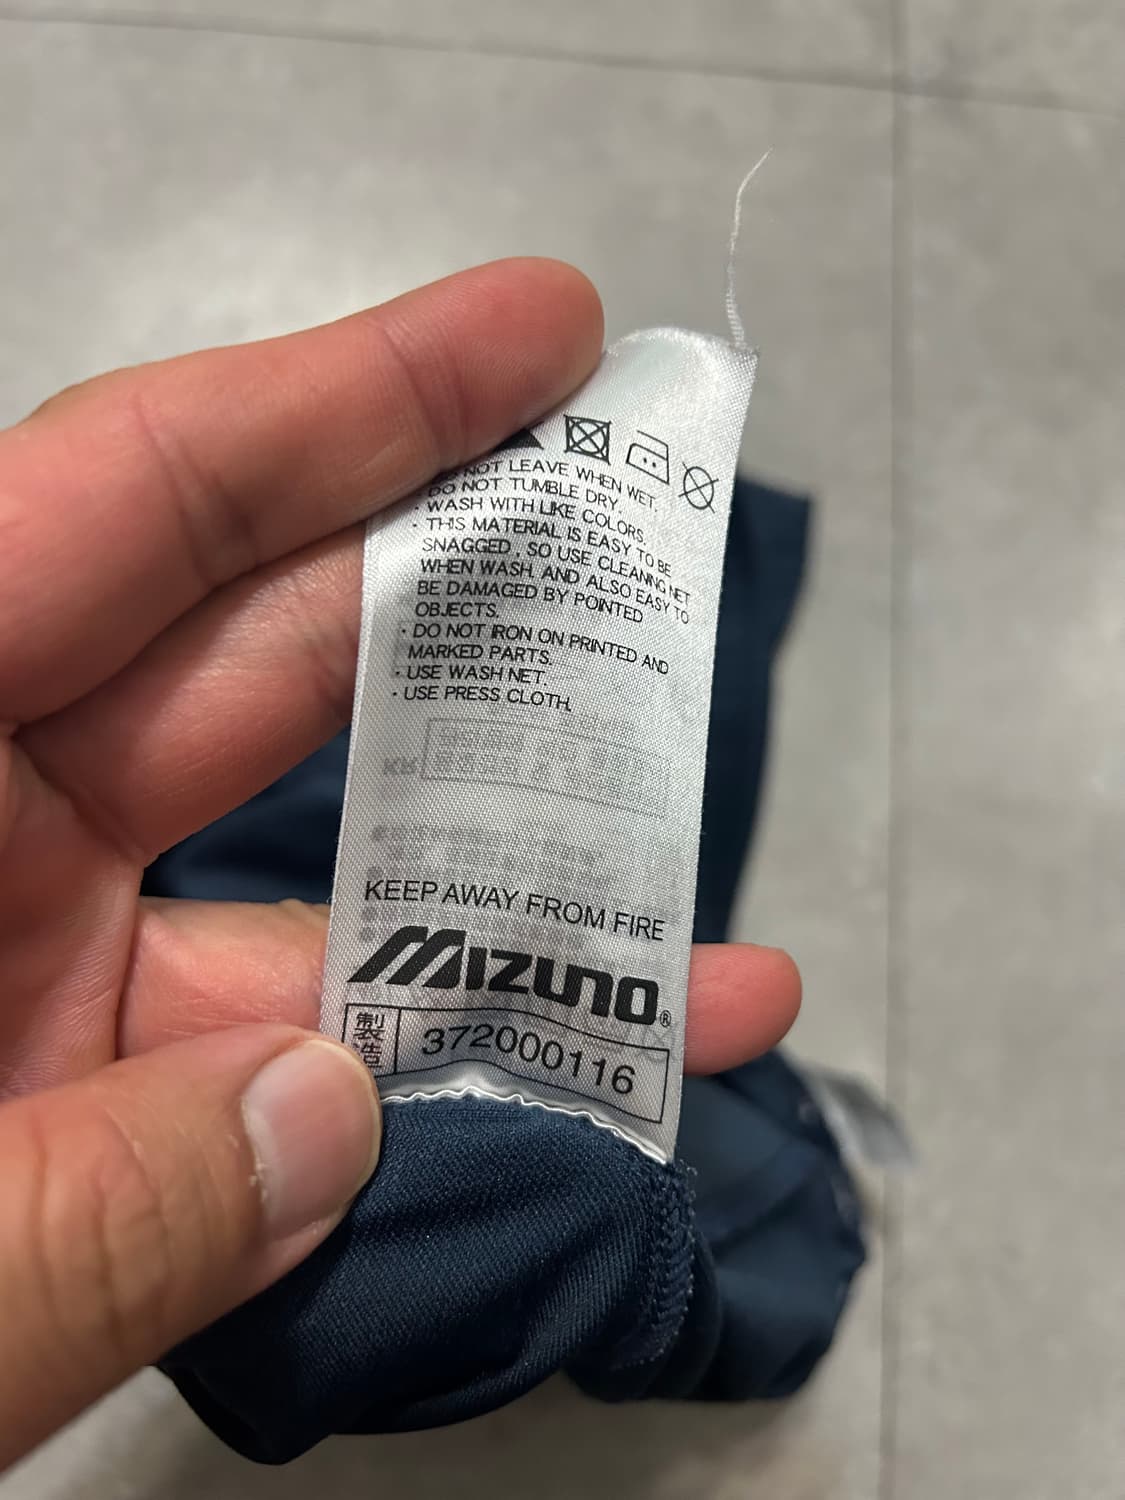 NOT LEAVE WHEN WET.
DO NOT TUMBLE DRY.
· WASH WITH LIKE COLORS.
· THIS MATERIAL IS EASY TO BE
SNAGGED , SO USE CLEANING NET
WHEN WASH. AND ALSO EASY TO
BE DAMAGED BY POINTED
OBJECTS.
· DO NOT IRON ON PRINTED AND
MARKED PARTS.
· USE WASH NET.
· USE PRESS CLOTH.
KR
KEEP AWAY FROM FIRE
MIZUNO®
製造 372000116